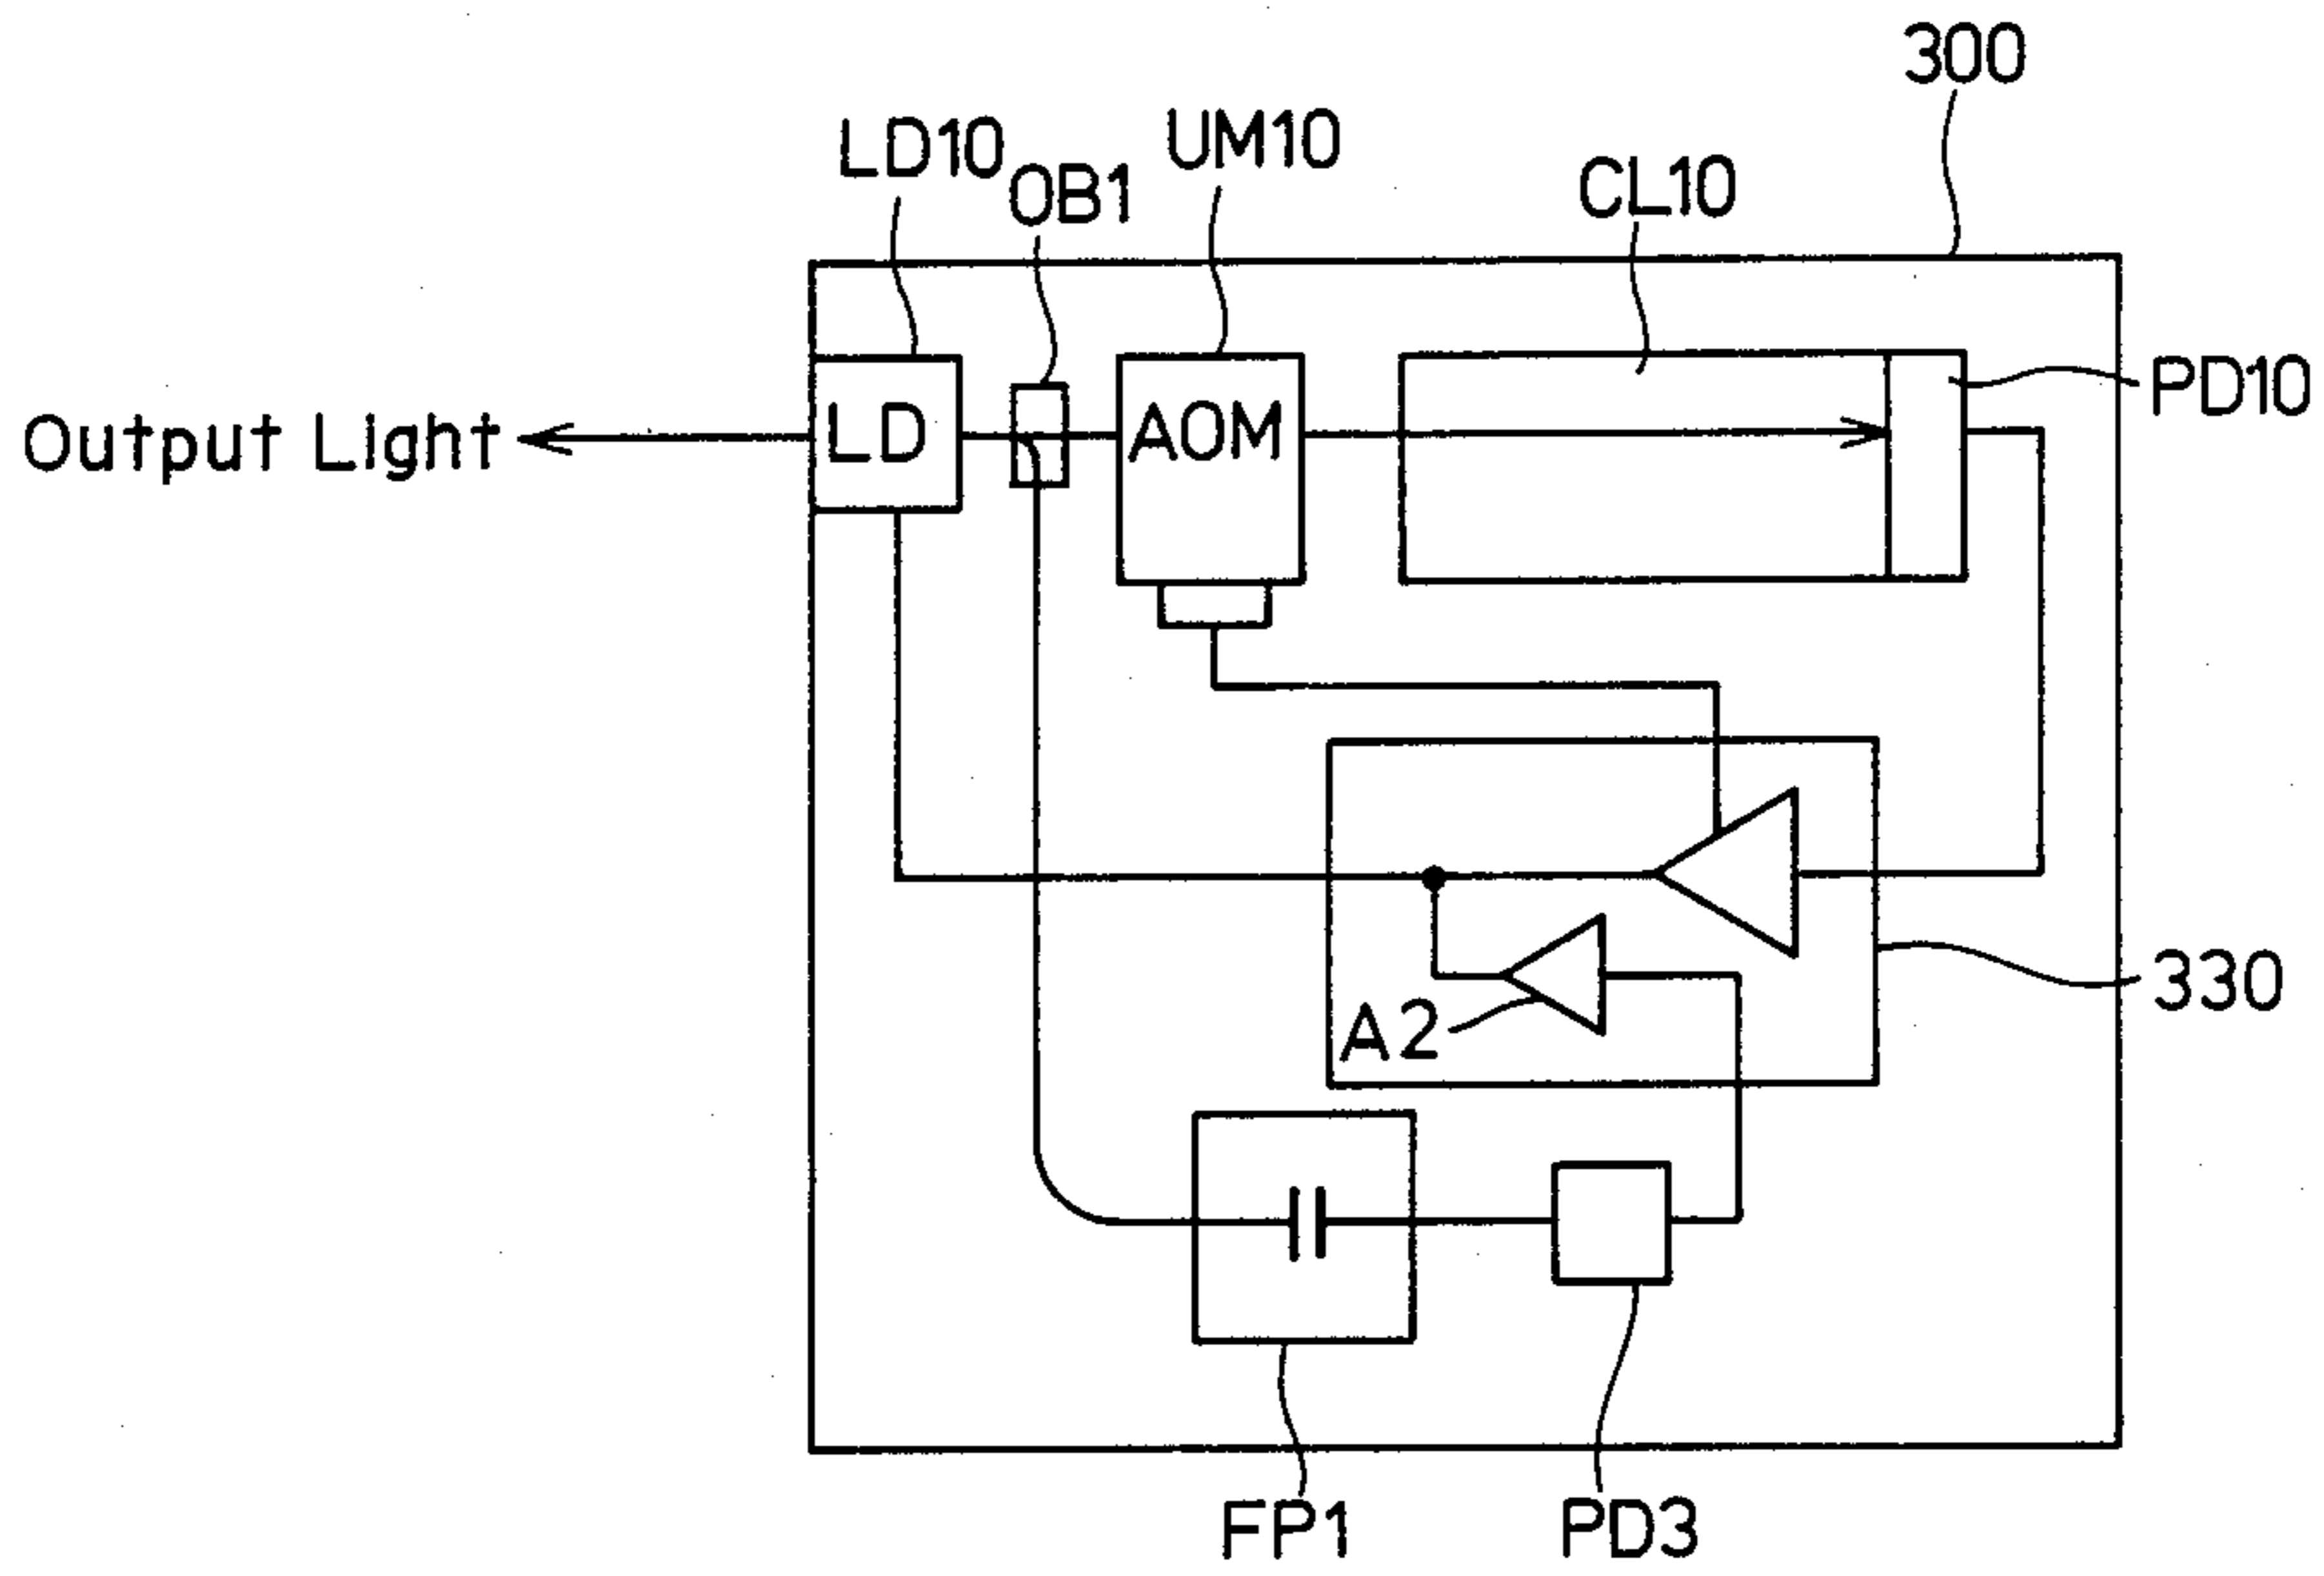 300
LD10
OB1
UM10
CL10
PD10
Output Light
LD
AOM
330
A2
FP1
PD3